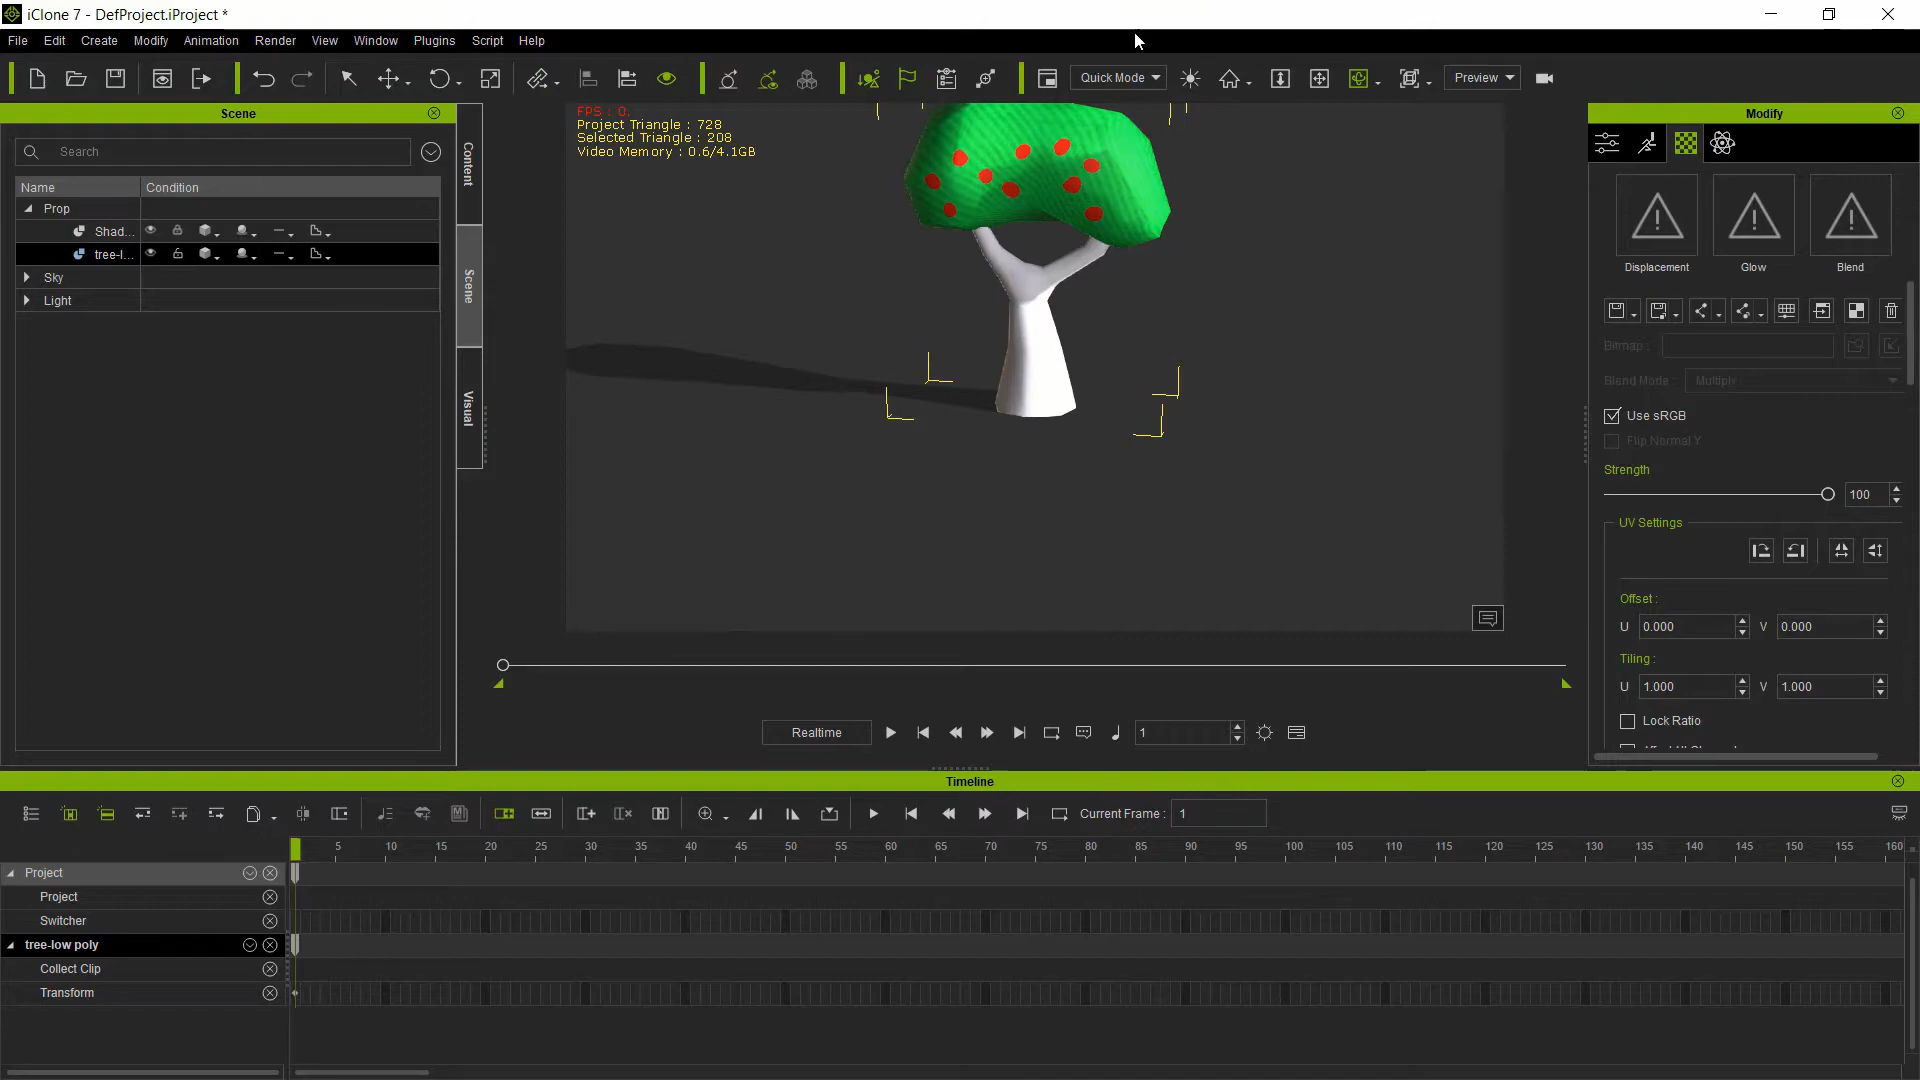 iClone 7 - DefProject.iProject *
File Edit Create Modify Animation Render View Window Plugins Script Help
Quick Mode
Preview
Scene
Search
Name Condition
Prop
Shad...
tree-l...
Sky
Light
Content
Scene
Visual
FPS : 0.
Project Triangle : 728
Selected Triangle : 208
Video Memory : 0.6/4.1GB
Modify
Displacement Glow Blend
Bitmap :
Blend Mode : Multiply
Use sRGB
Flip Normal Y
Strength
100
UV Settings
Offset :
U 0.000 V 0.000
Tiling :
U 1.000 V 1.000
Lock Ratio
Realtime
1
Timeline
Current Frame : 1
5 10 15 20 25 30 35 40 45 50 55 60 65 70 75 80 85 90 95 100 105 110 115 120 125 130 135 140 145 150 155 160
Project
Project
Switcher
tree-low poly
Collect Clip
Transform